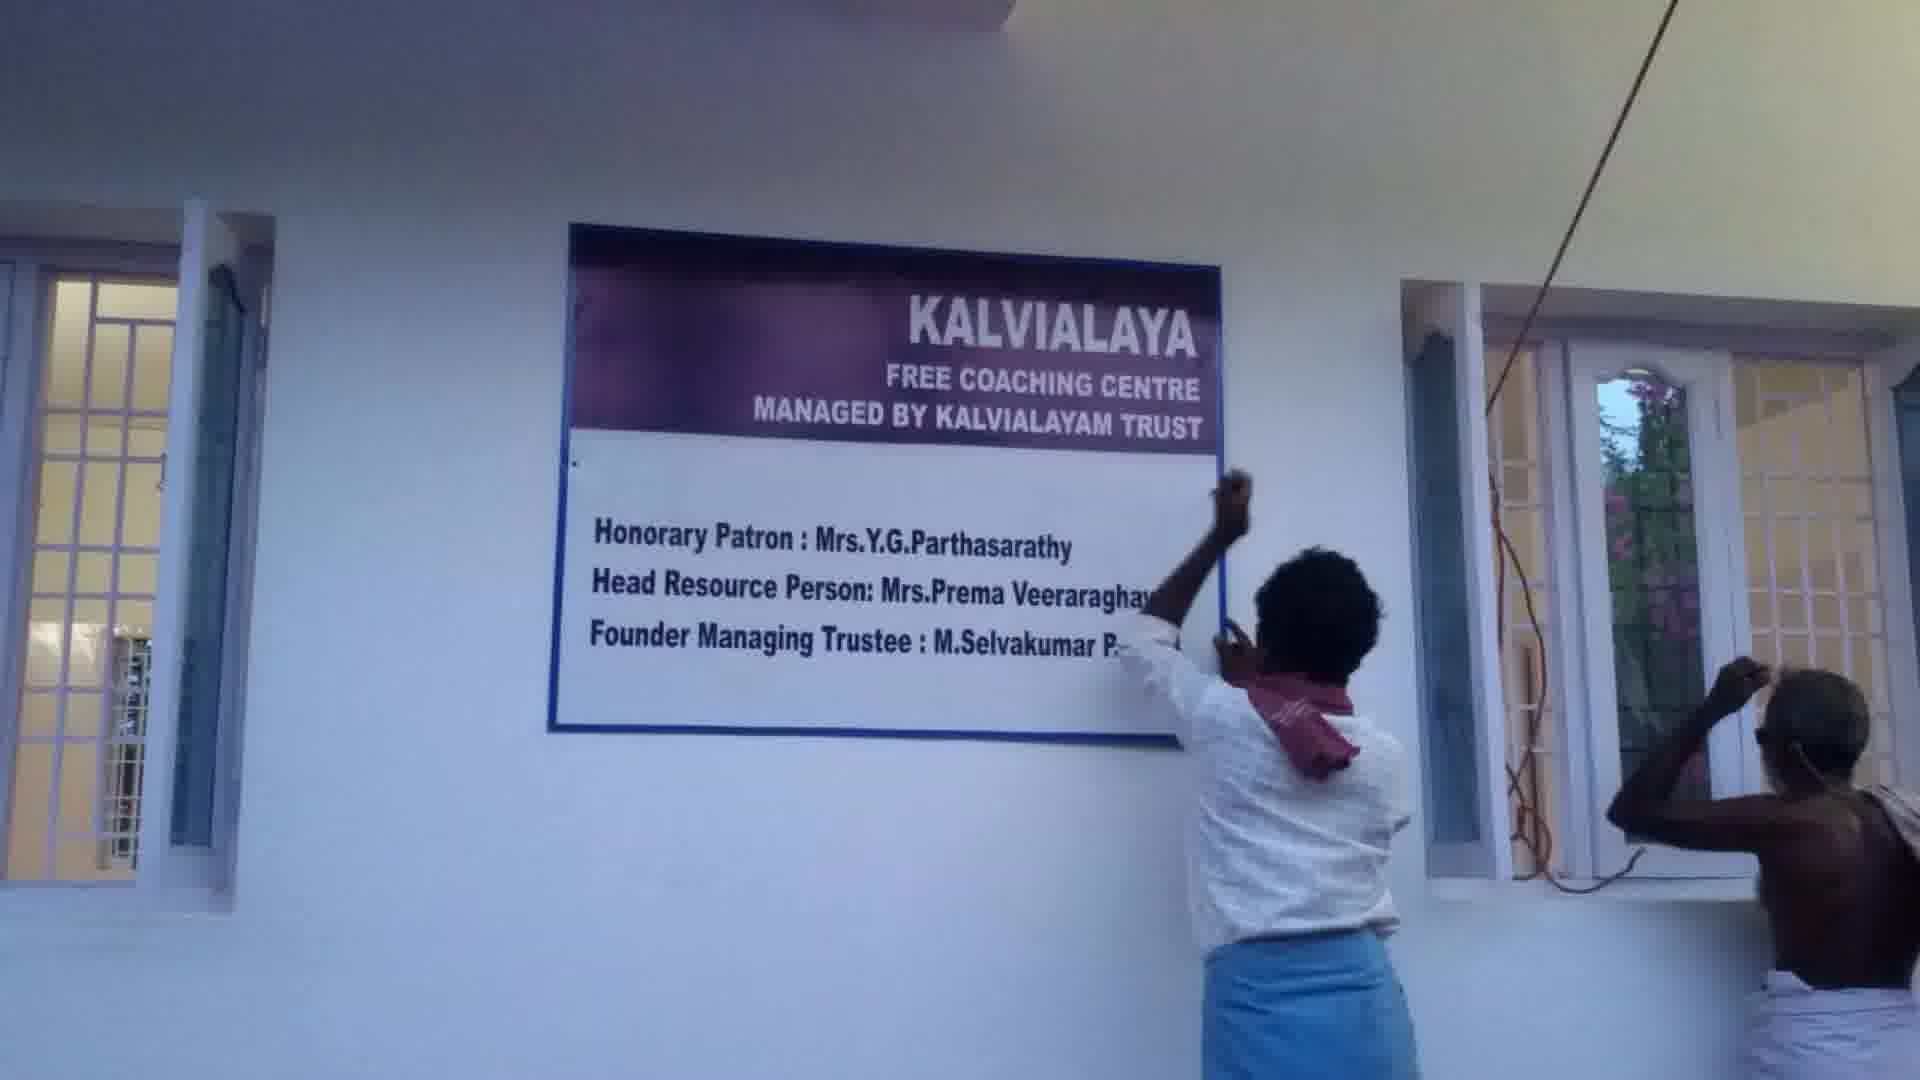 KALVIALAYA
FREE COACHING CENTRE
MANAGED BY KALVIALAYAM TRUST
Honorary Patron : Mrs.Y.G.Parthasarathy
Head Resource Person: Mrs.Prema
Founder Managing Trustee : M.Selvakumar